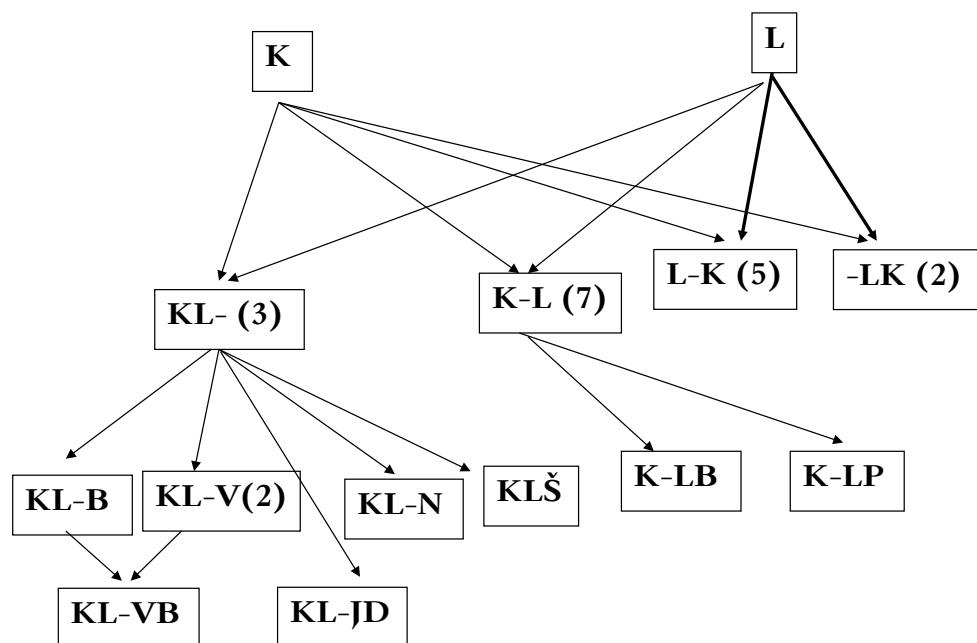 K
L
L-K (5)
-LK (2)
KL- (3)
K-L (7)
KL-B
KL-V(2)
KL-N
KLŠ
K-LB
K-LP
KL-VB
KL-JD